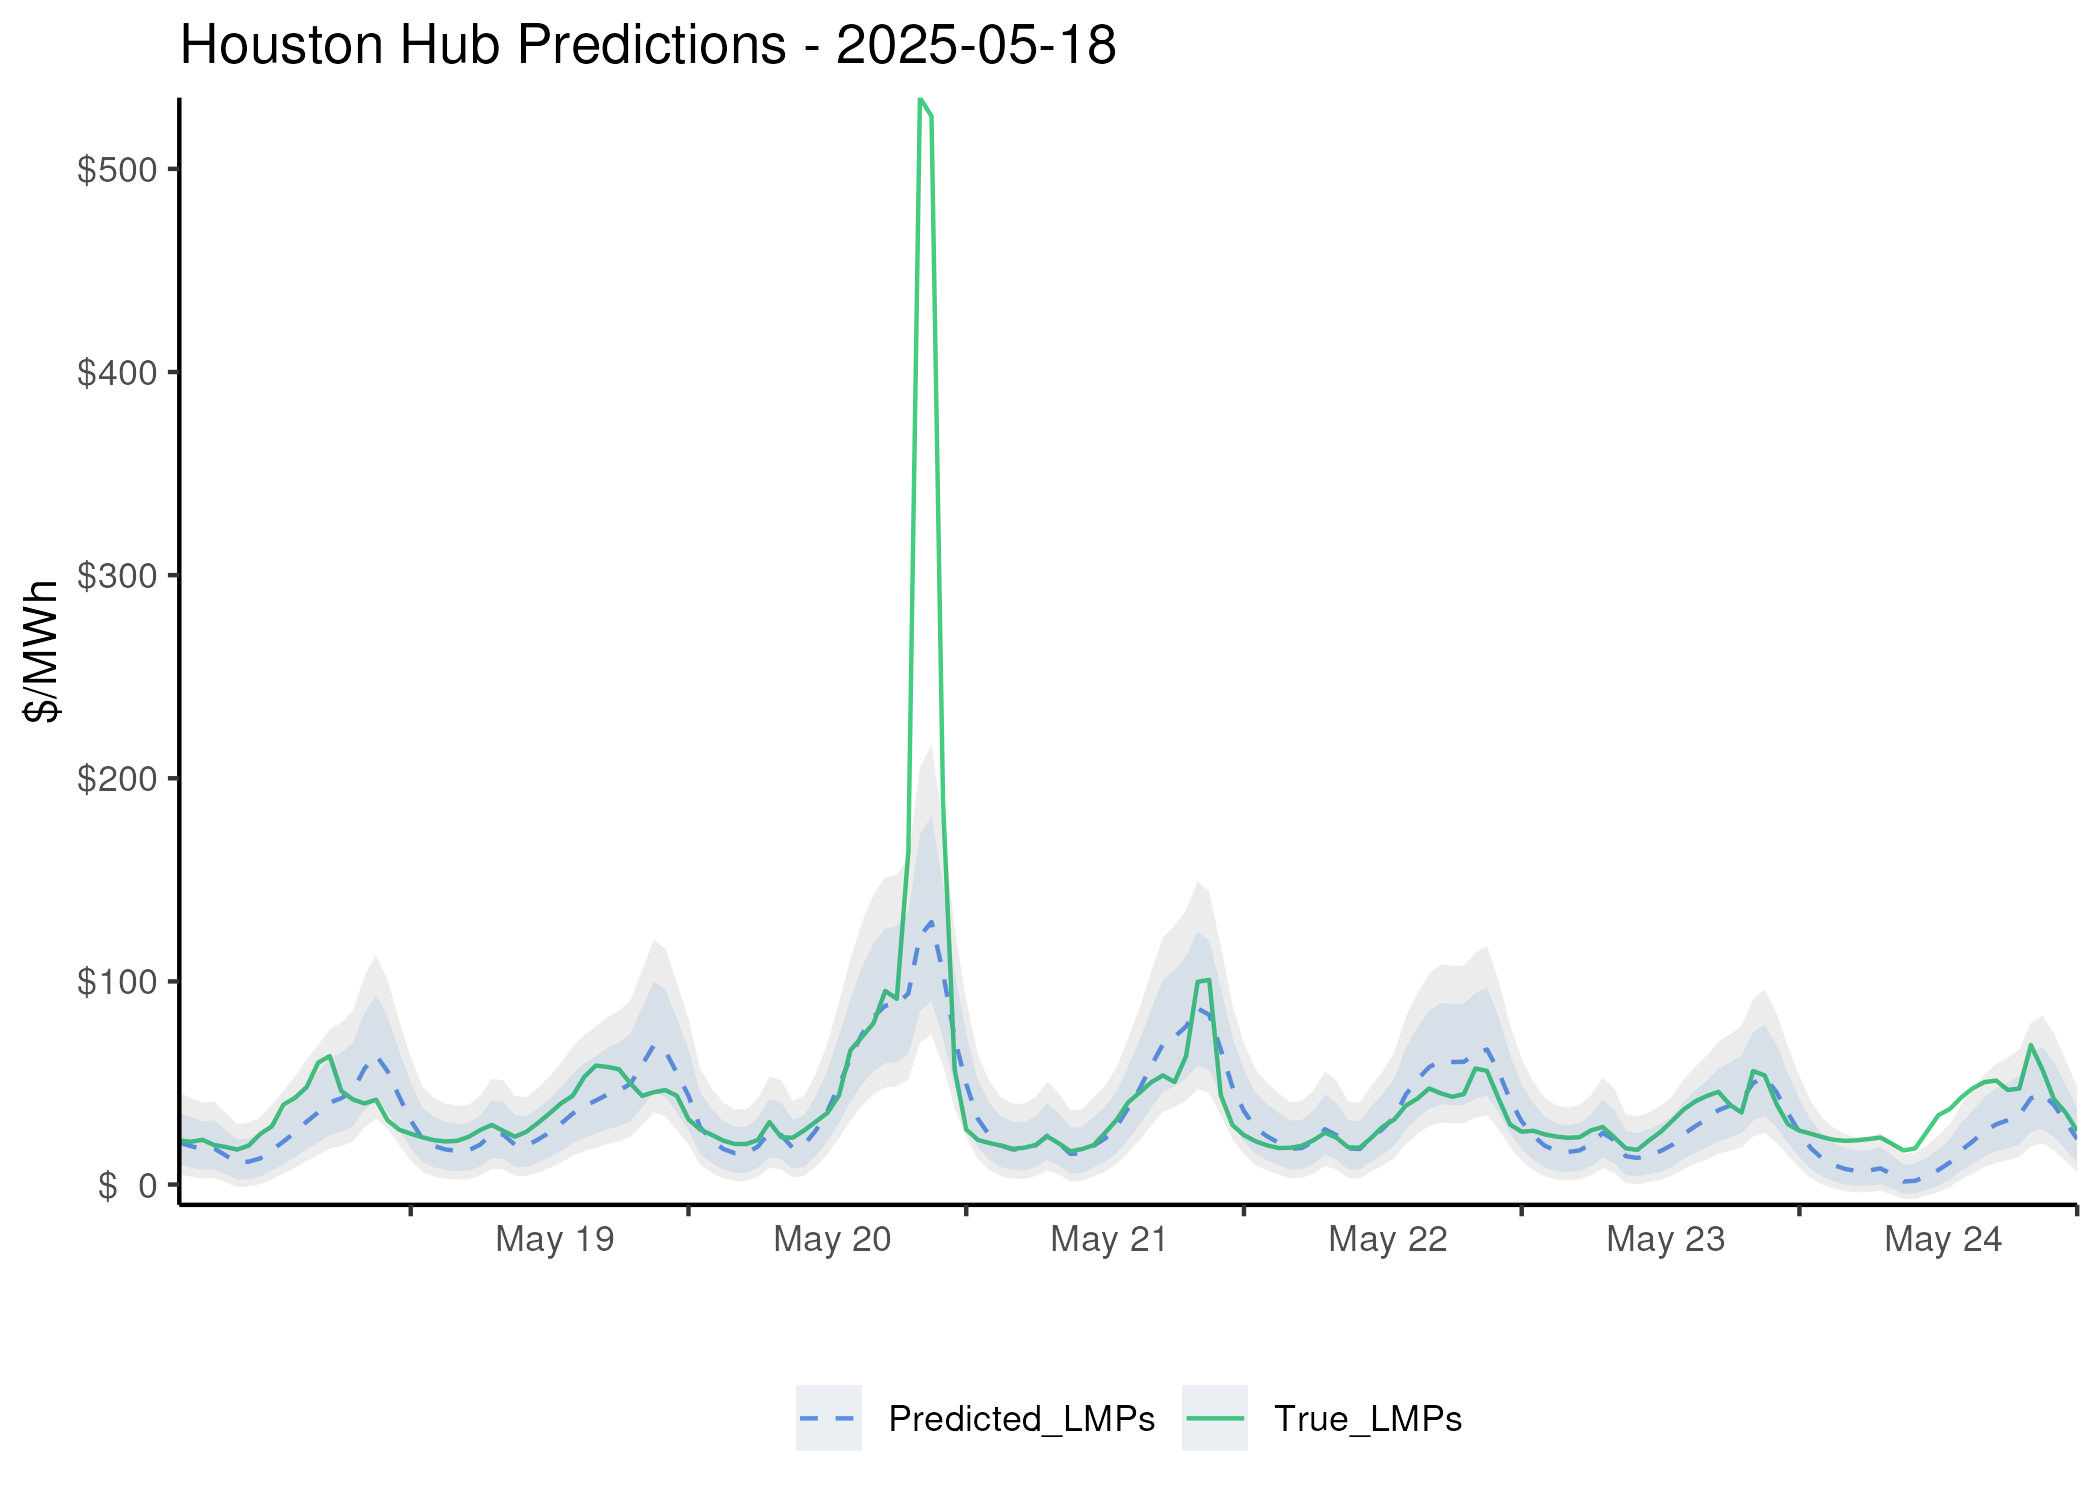 Houston Hub Predictions - 2025-05-18
$500
$400
$300
$200
$100
$ 0
$/MWh
May 19
May 20
May 21
May 22
May 23
May 24
Predicted_LMPs
True_LMPs